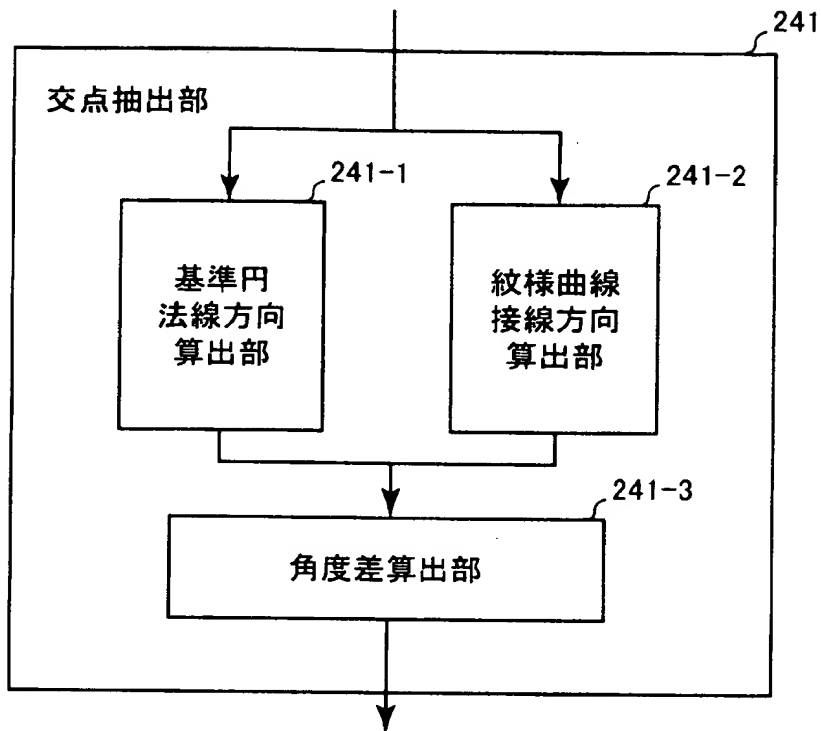 241
交点抽出部
241-1
241-2
基準円
法線方向
算出部
紋様曲線
接線方向
算出部
241-3
角度差算出部